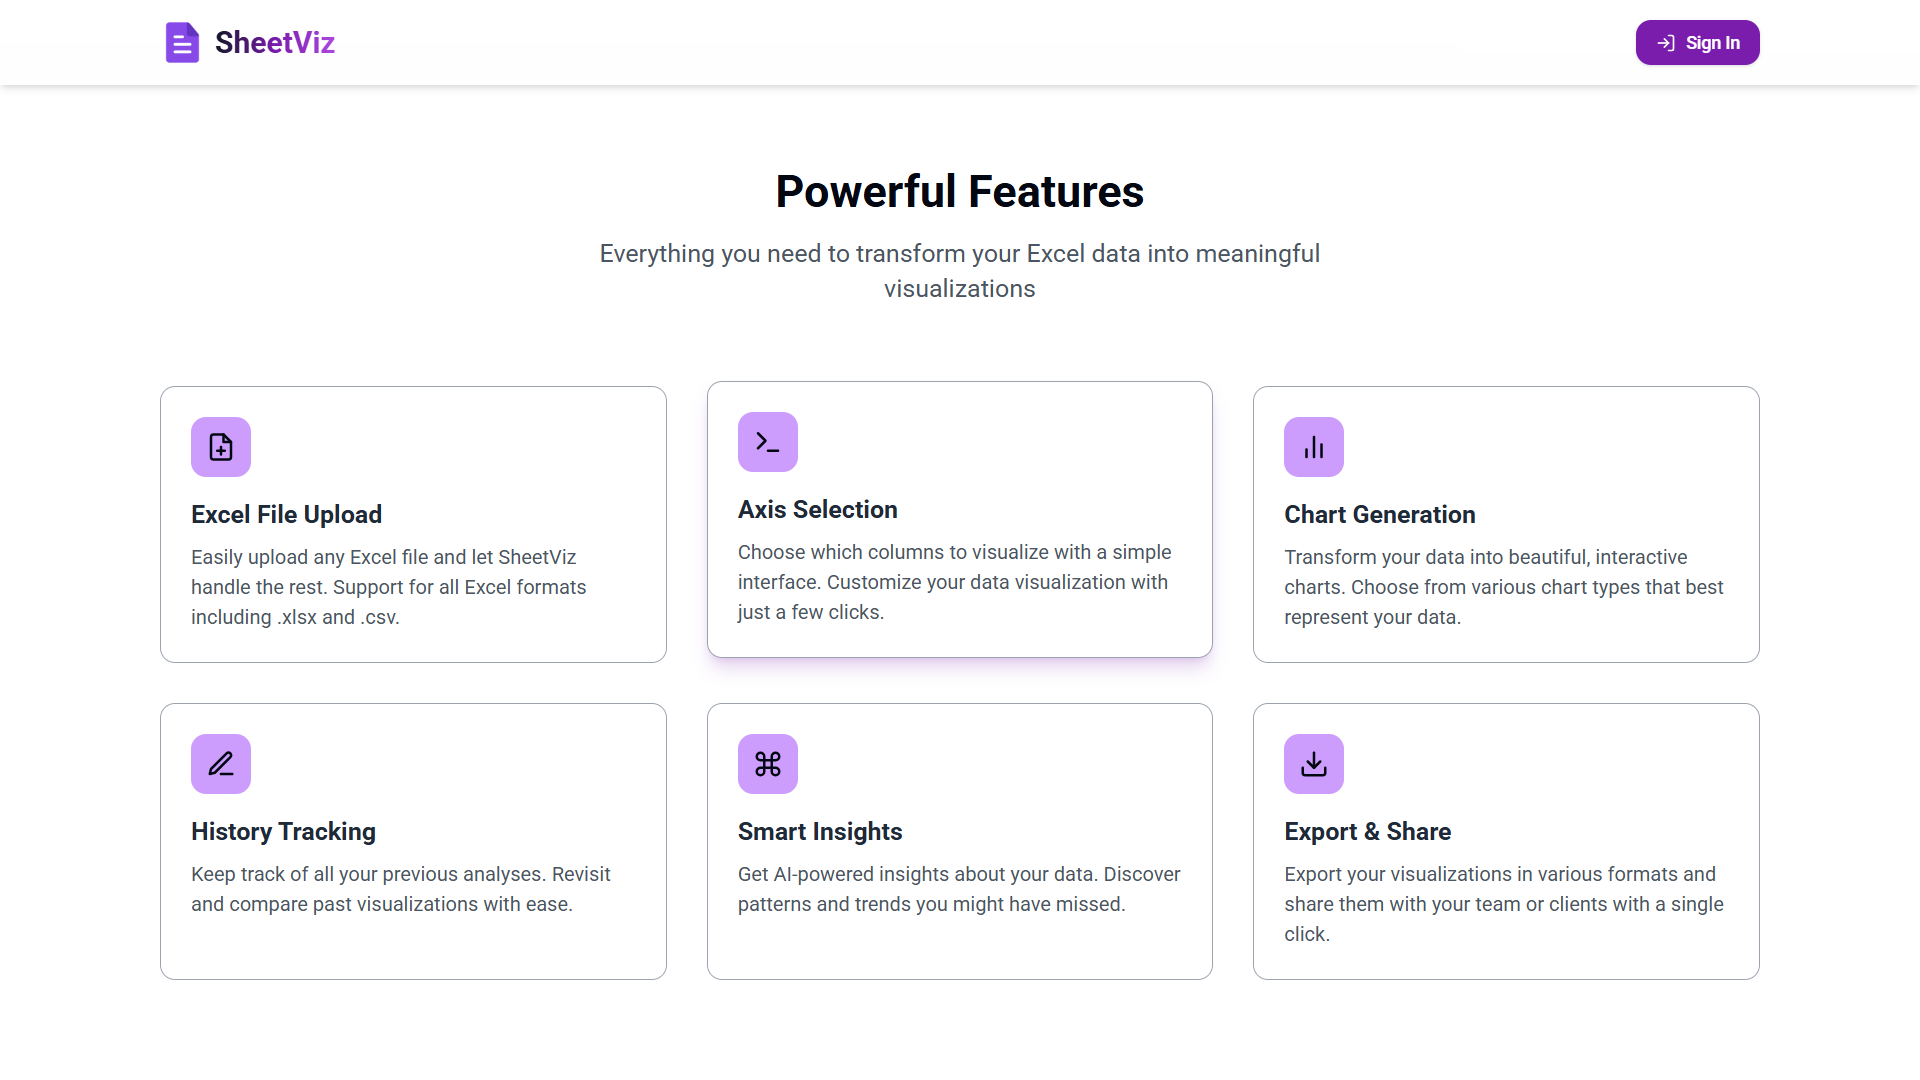 SheetViz
Sign In
Powerful Features
Everything you need to transform your Excel data into meaningful
visualizations
Excel File Upload
Easily upload any Excel file and let SheetViz
handle the rest. Support for all Excel formats
including .xlsx and .csv.
Axis Selection
Choose which columns to visualize with a simple
interface. Customize your data visualization with
just a few clicks.
Chart Generation
Transform your data into beautiful, interactive
charts. Choose from various chart types that best
represent your data.
History Tracking
Keep track of all your previous analyses. Revisit
and compare past visualizations with ease.
Smart Insights
Get AI-powered insights about your data. Discover
patterns and trends you might have missed.
Export & Share
Export your visualizations in various formats and
share them with your team or clients with a single
click.